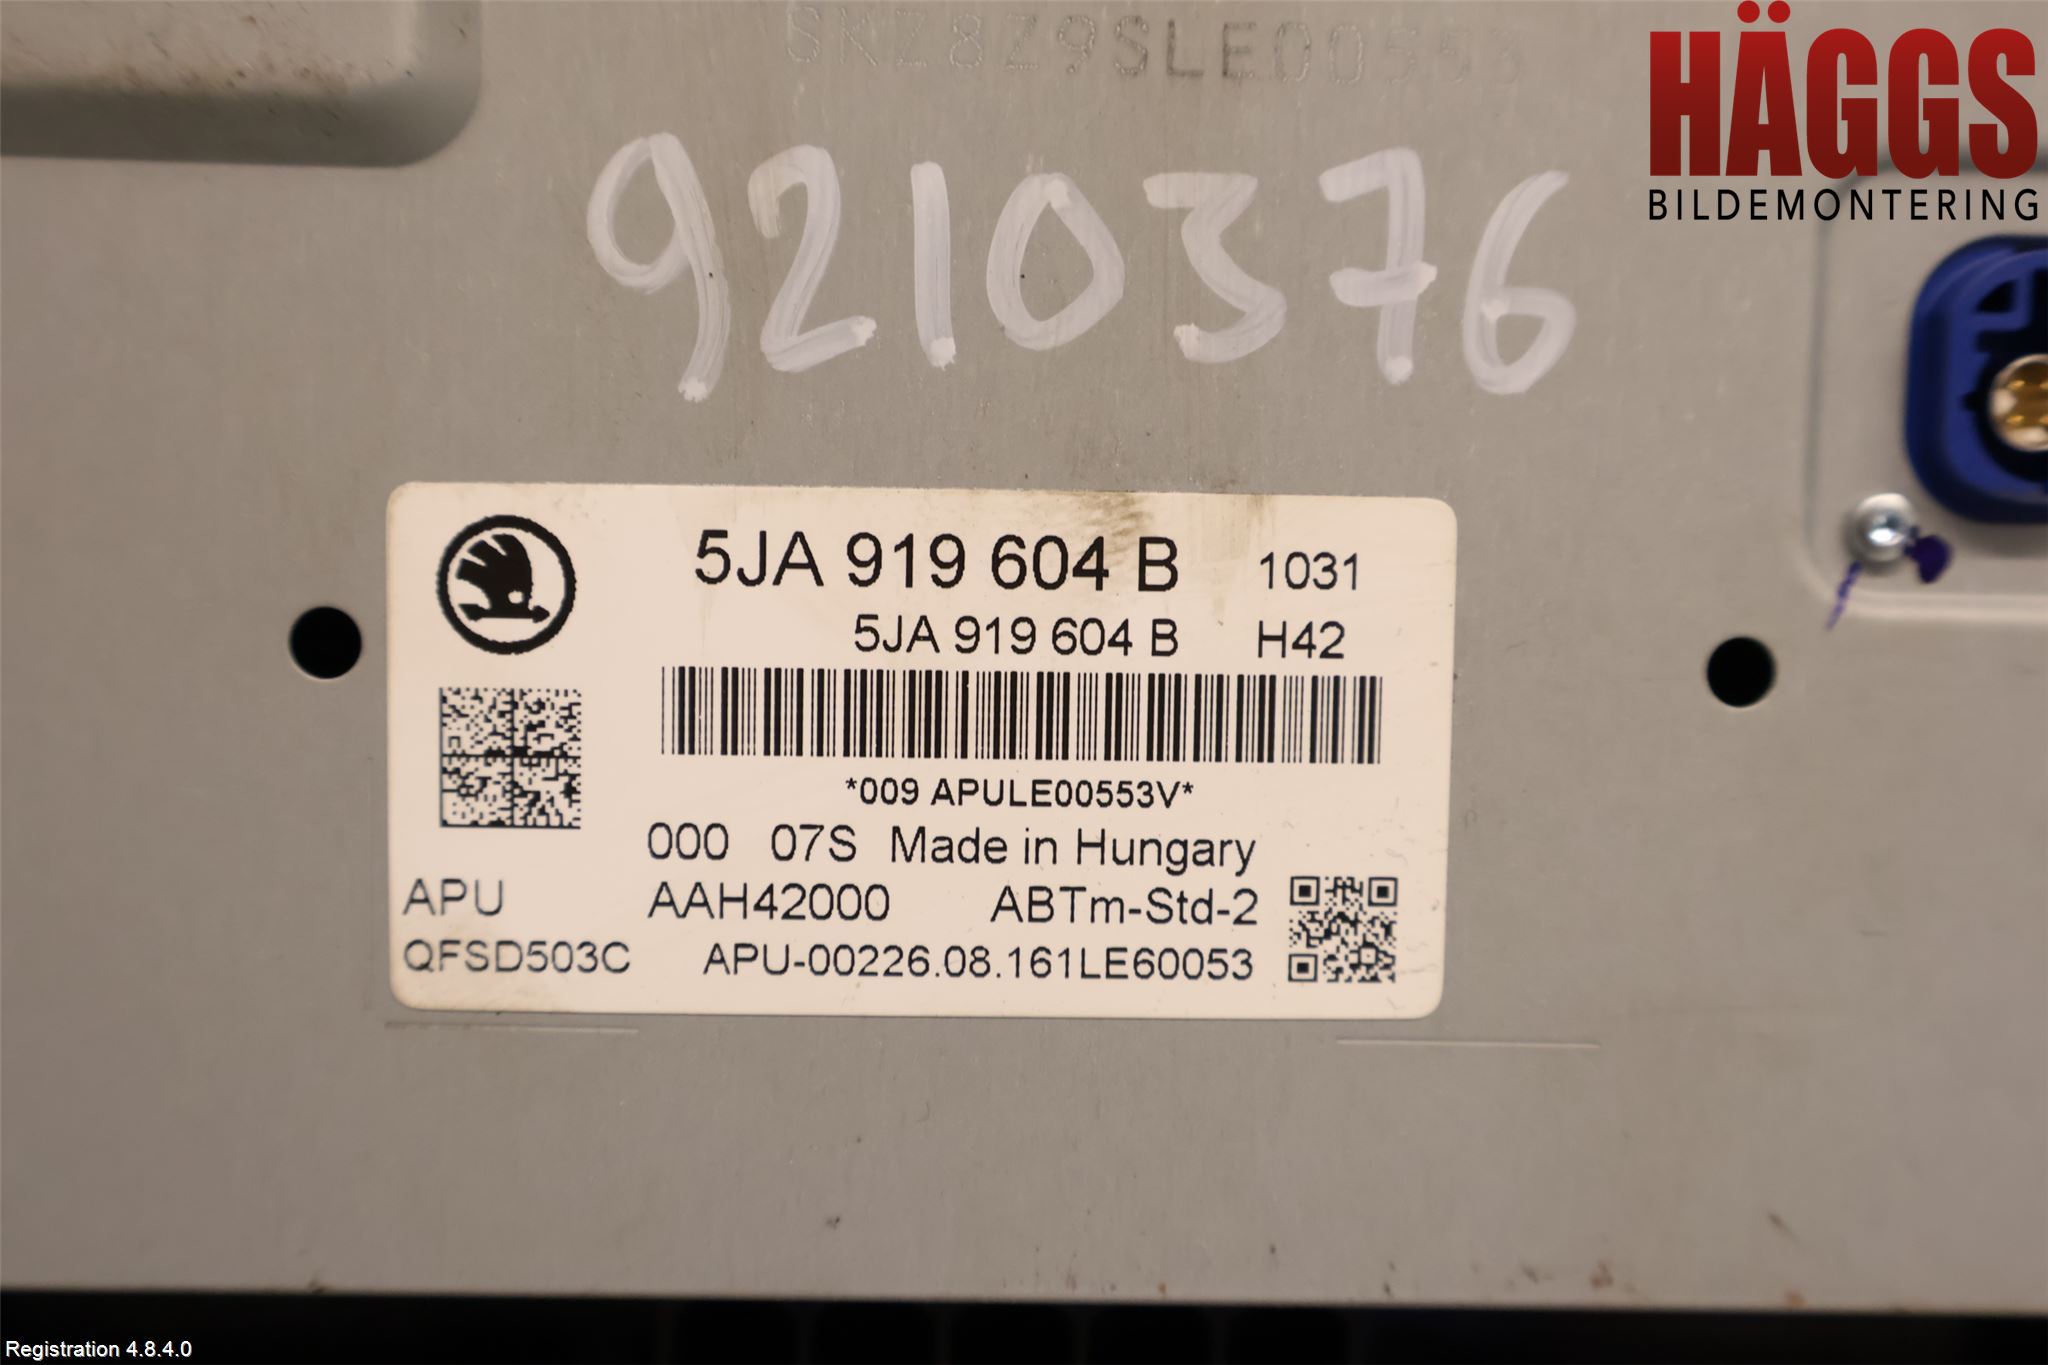 SKZ8Z9SLE00553
HÄGGS
BILDEMONTERING
9210376
5JA 919 604 B 1031
5JA 919 604 B H42
*009 APULE00553V*
000 07S Made in Hungary
APU AAH42000 ABTm-Std-2
QFSD503C APU-00226.08.161LE60053
Registration 4.8.4.0